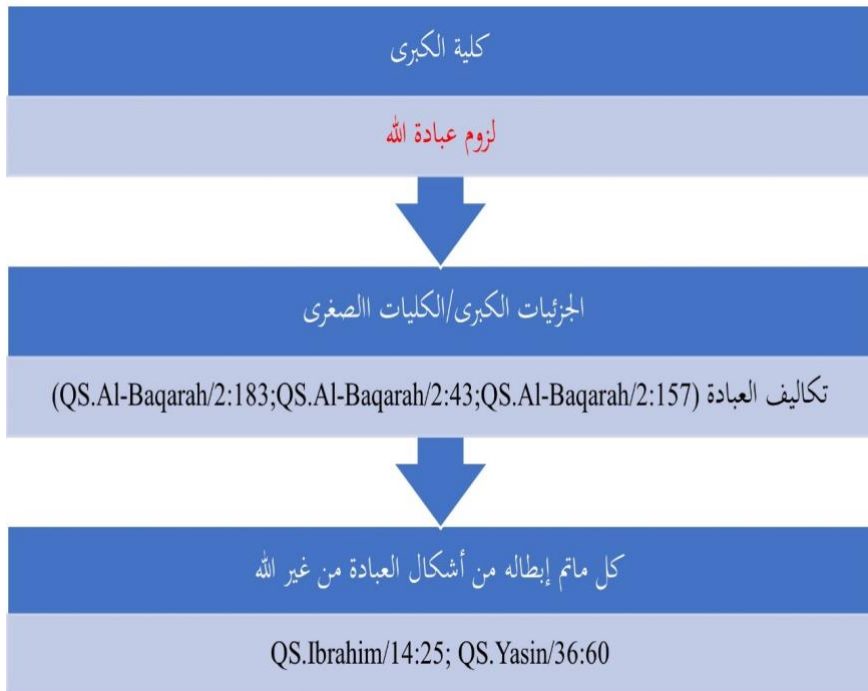 كلية الكبرى
لزوم عبادة الله
الجزئيات الكبرى/الكليات االصغرى
تكاليف العبادة (QS.Al-Baqarah/2:183;QS.Al-Baqarah/2:43;QS.Al-Baqarah/2:157)
كل ماتم إبطاله من أشكال العبادة من غير الله
QS.Ibrahim/14:25; QS.Yasin/36:60